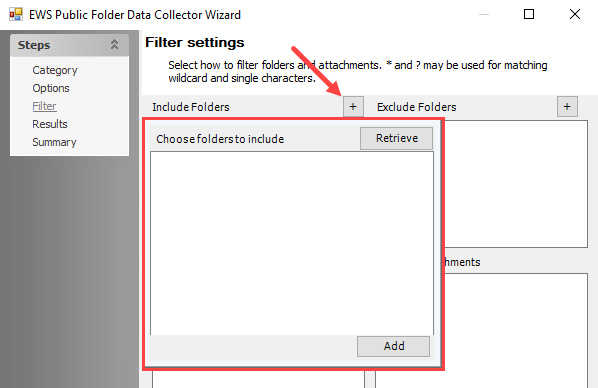 EWS Public Folder Data Collector Wizard
Steps
Category
Options
Filter
Results
Summary
Filter settings
Select how to filter folders and attachments. * and ? may be used for matching
wildcard and single characters.
Include Folders
+
Exclude Folders
+
Choose folders to include
Retrieve
hments
Add